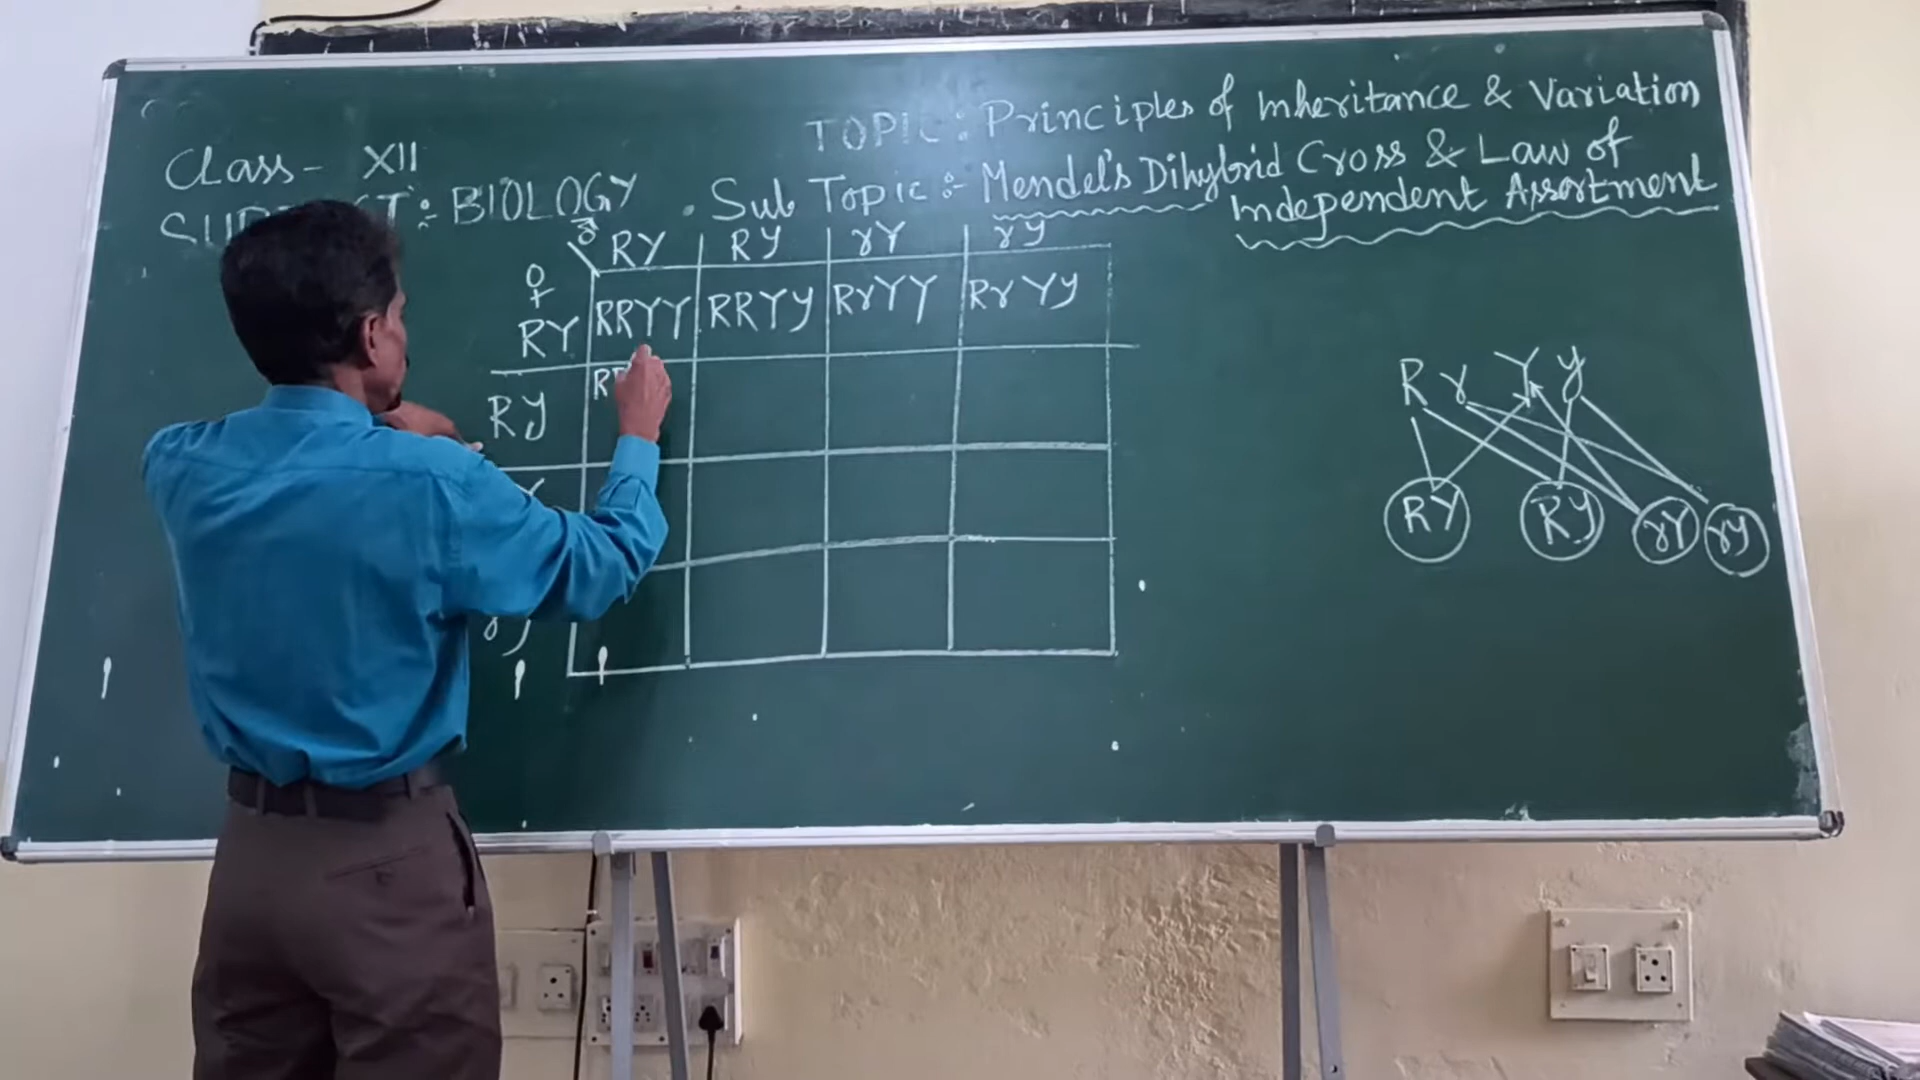 TOPIC: Principles of Inheritance & Variation
Class - XII
Sub Topic :- Mendel's Dihybrid Cross & Law of
BIOLOGY
Independent Assortment
♂ RY Ry rY ry
♀
RY RRYY RRYy RrYY RrYy
Ry
R r Y y
RY Ry rY ry